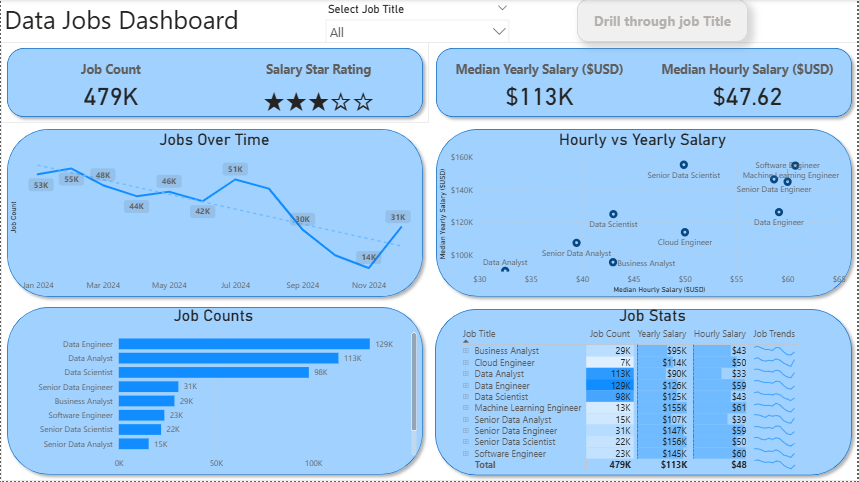 Data Jobs Dashboard
Select Job Title
All
Drill through job Title
Job Count
479K
Salary Star Rating
★★★☆☆
Median Yearly Salary ($USD)
$113K
Median Hourly Salary ($USD)
$47.62
Jobs Over Time
Job Count
53K
55K
48K
44K
46K
42K
51K
30K
14K
31K
Jan 2024
Mar 2024
May 2024
Jul 2024
Sep 2024
Nov 2024
Hourly vs Yearly Salary
Median Yearly Salary ($USD)
$160K
$140K
$120K
$100K
Software Engineer
Senior Data Scientist
Machine Learning Engineer
Senior Data Engineer
Data Scientist
Data Engineer
Cloud Engineer
Senior Data Analyst
Data Analyst
Business Analyst
$30
$35
$40
$45
$50
$55
$60
$65
Median Hourly Salary ($USD)
Job Counts
Data Engineer 129K
Data Analyst 113K
Data Scientist 98K
Senior Data Engineer 31K
Business Analyst 29K
Software Engineer 23K
Senior Data Scientist 22K
Senior Data Analyst 15K
0K 50K 100K
Job Stats
Job Title Job Count Yearly Salary Hourly Salary Job Trends
Business Analyst 29K $95K $43
Cloud Engineer 7K $114K $50
Data Analyst 113K $90K $33
Data Engineer 129K $126K $59
Data Scientist 98K $125K $43
Machine Learning Engineer 13K $155K $61
Senior Data Analyst 15K $107K $39
Senior Data Engineer 31K $147K $59
Senior Data Scientist 22K $156K $50
Software Engineer 23K $145K $60
Total 479K $113K $48